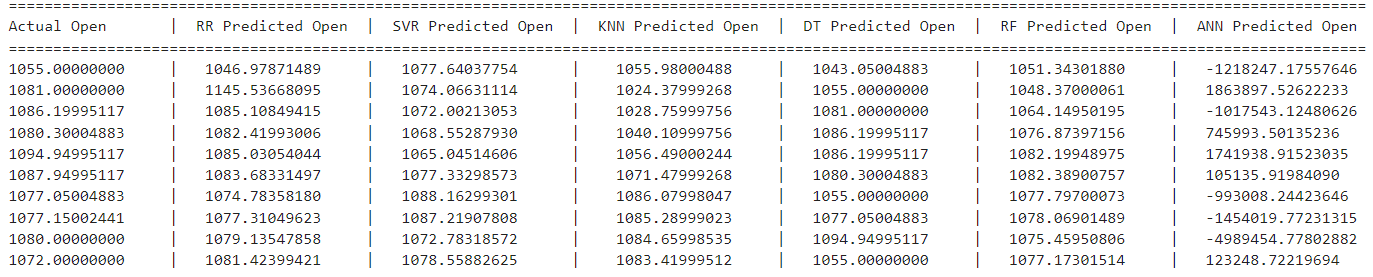 Actual Open | RR Predicted Open | SVR Predicted Open | KNN Predicted Open | DT Predicted Open | RF Predicted Open | ANN Predicted Open
1055.00000000 | 1046.97871489 | 1077.64037754 | 1055.98000488 | 1043.05004883 | 1051.34301880 | -1218247.17557646
1081.00000000 | 1145.53668095 | 1074.06631114 | 1024.37999268 | 1055.00000000 | 1048.37000061 | 1863897.52622233
1086.19995117 | 1085.10849415 | 1072.00213053 | 1028.75999756 | 1081.00000000 | 1064.14950195 | -1017543.12480626
1080.30004883 | 1082.41993006 | 1068.55287930 | 1040.10999756 | 1086.19995117 | 1076.87397156 | 745993.50135236
1094.94995117 | 1085.03054044 | 1065.04514606 | 1056.49000244 | 1086.19995117 | 1082.19948975 | 1741938.91523035
1087.94995117 | 1083.68331497 | 1077.33298573 | 1071.47999268 | 1080.30004883 | 1082.38900757 | 105135.91984090
1077.05004883 | 1074.78358180 | 1088.16299301 | 1086.07998047 | 1055.00000000 | 1077.79700073 | -993008.24423646
1077.15002441 | 1077.31049623 | 1087.21907808 | 1085.28999023 | 1077.05004883 | 1078.06901489 | -1454019.77231315
1080.00000000 | 1079.13547858 | 1072.78318572 | 1084.65998535 | 1094.94995117 | 1075.45950806 | -4989454.77802882
1072.00000000 | 1081.42399421 | 1078.55882625 | 1083.41999512 | 1055.00000000 | 1077.17301514 | 123248.72219694